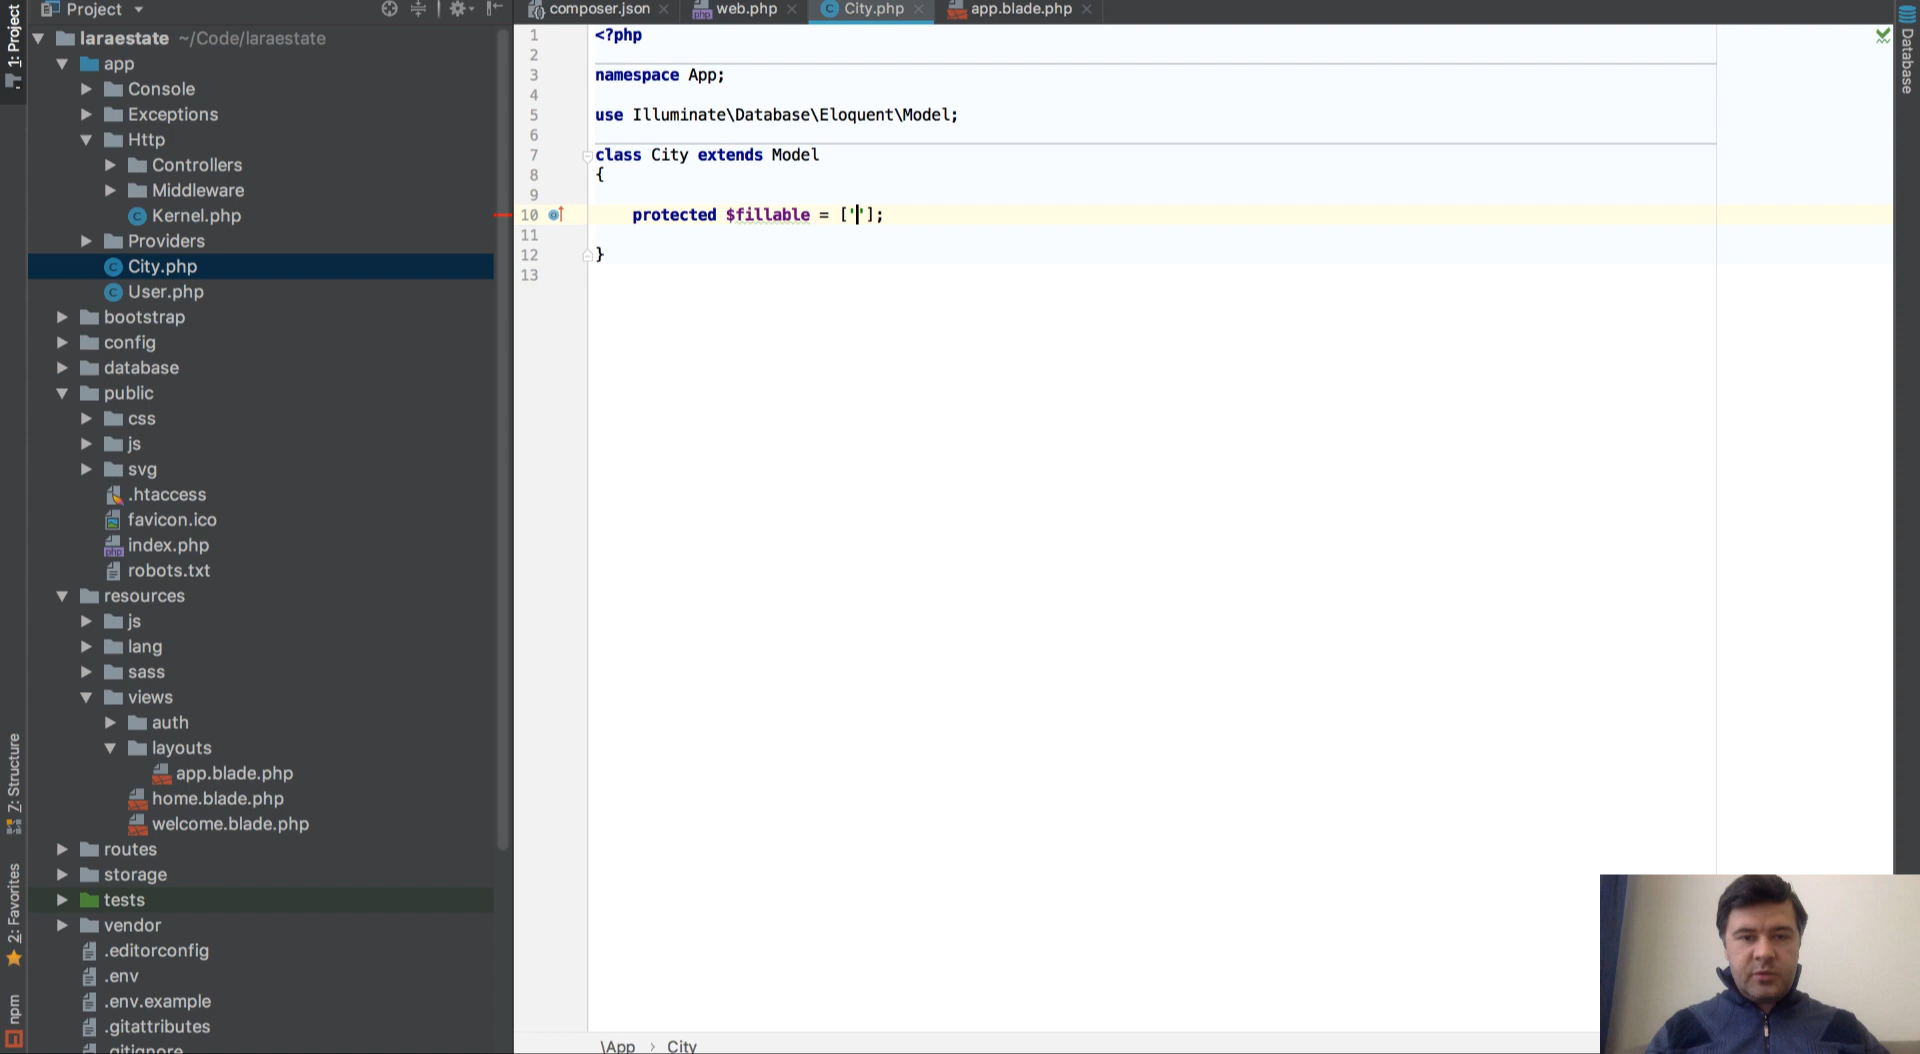 Project
composer.json
web.php
City.php
app.blade.php
1: Project
laraestate ~/Code/laraestate
app
Console
Exceptions
Http
Controllers
Middleware
Kernel.php
Providers
City.php
User.php
bootstrap
config
database
public
css
js
svg
.htaccess
favicon.ico
index.php
robots.txt
resources
js
lang
sass
views
auth
layouts
app.blade.php
home.blade.php
welcome.blade.php
routes
storage
tests
vendor
.editorconfig
.env
.env.example
.gitattributes
.gitignore
7: Structure
2: Favorites
npm
1 <?php
2
3 namespace App;
4
5 use Illuminate\Database\Eloquent\Model;
6
7 class City extends Model
8 {
9
10 protected $fillable = [''];
11
12 }
13
\App › City
Database